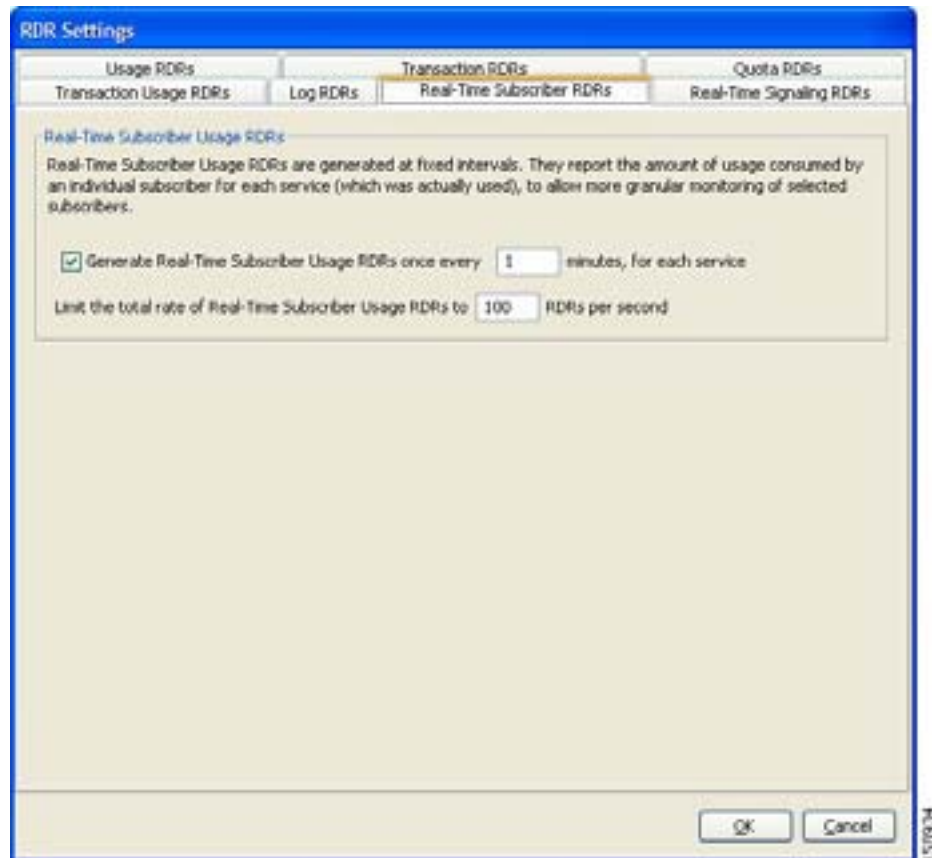 RDR Settings
Usage RDRs
Transaction RDRs
Quota RDRs
Transaction Usage RDRs
Log RDRs
Real-Time Subscriber RDRs
Real-Time Signaling RDRs
Real-Time Subscriber Usage RDRs
Real-Time Subscriber Usage RDRs are generated at fixed intervals. They report the amount of usage consumed by
an individual subscriber for each service (which was actually used), to allow more granular monitoring of selected
subscribers.
Generate Real-Time Subscriber Usage RDRs once every 1 minutes, for each service
Limit the total rate of Real-Time Subscriber Usage RDRs to 100 RDRs per second
OK
Cancel